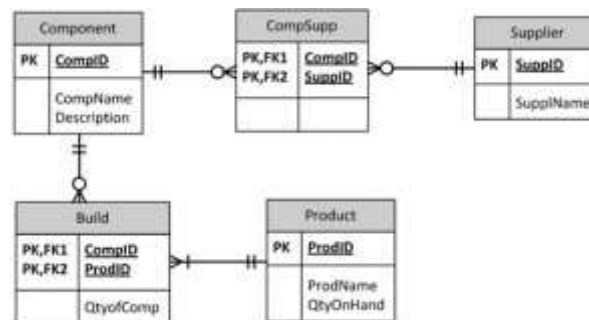 Component
PK CompID
CompName
Description
CompSupp
PK,FK1 CompID
PK,FK2 SuppID
Supplier
PK SuppID
SupplName
Build
PK,FK1 CompID
PK,FK2 ProdID
QtyofComp
Product
PK ProdID
ProdName
QtyOnHand